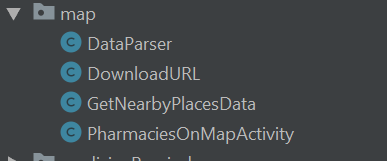 map
C DataParser
C DownloadURL
C GetNearbyPlacesData
C PharmaciesOnMapActivity